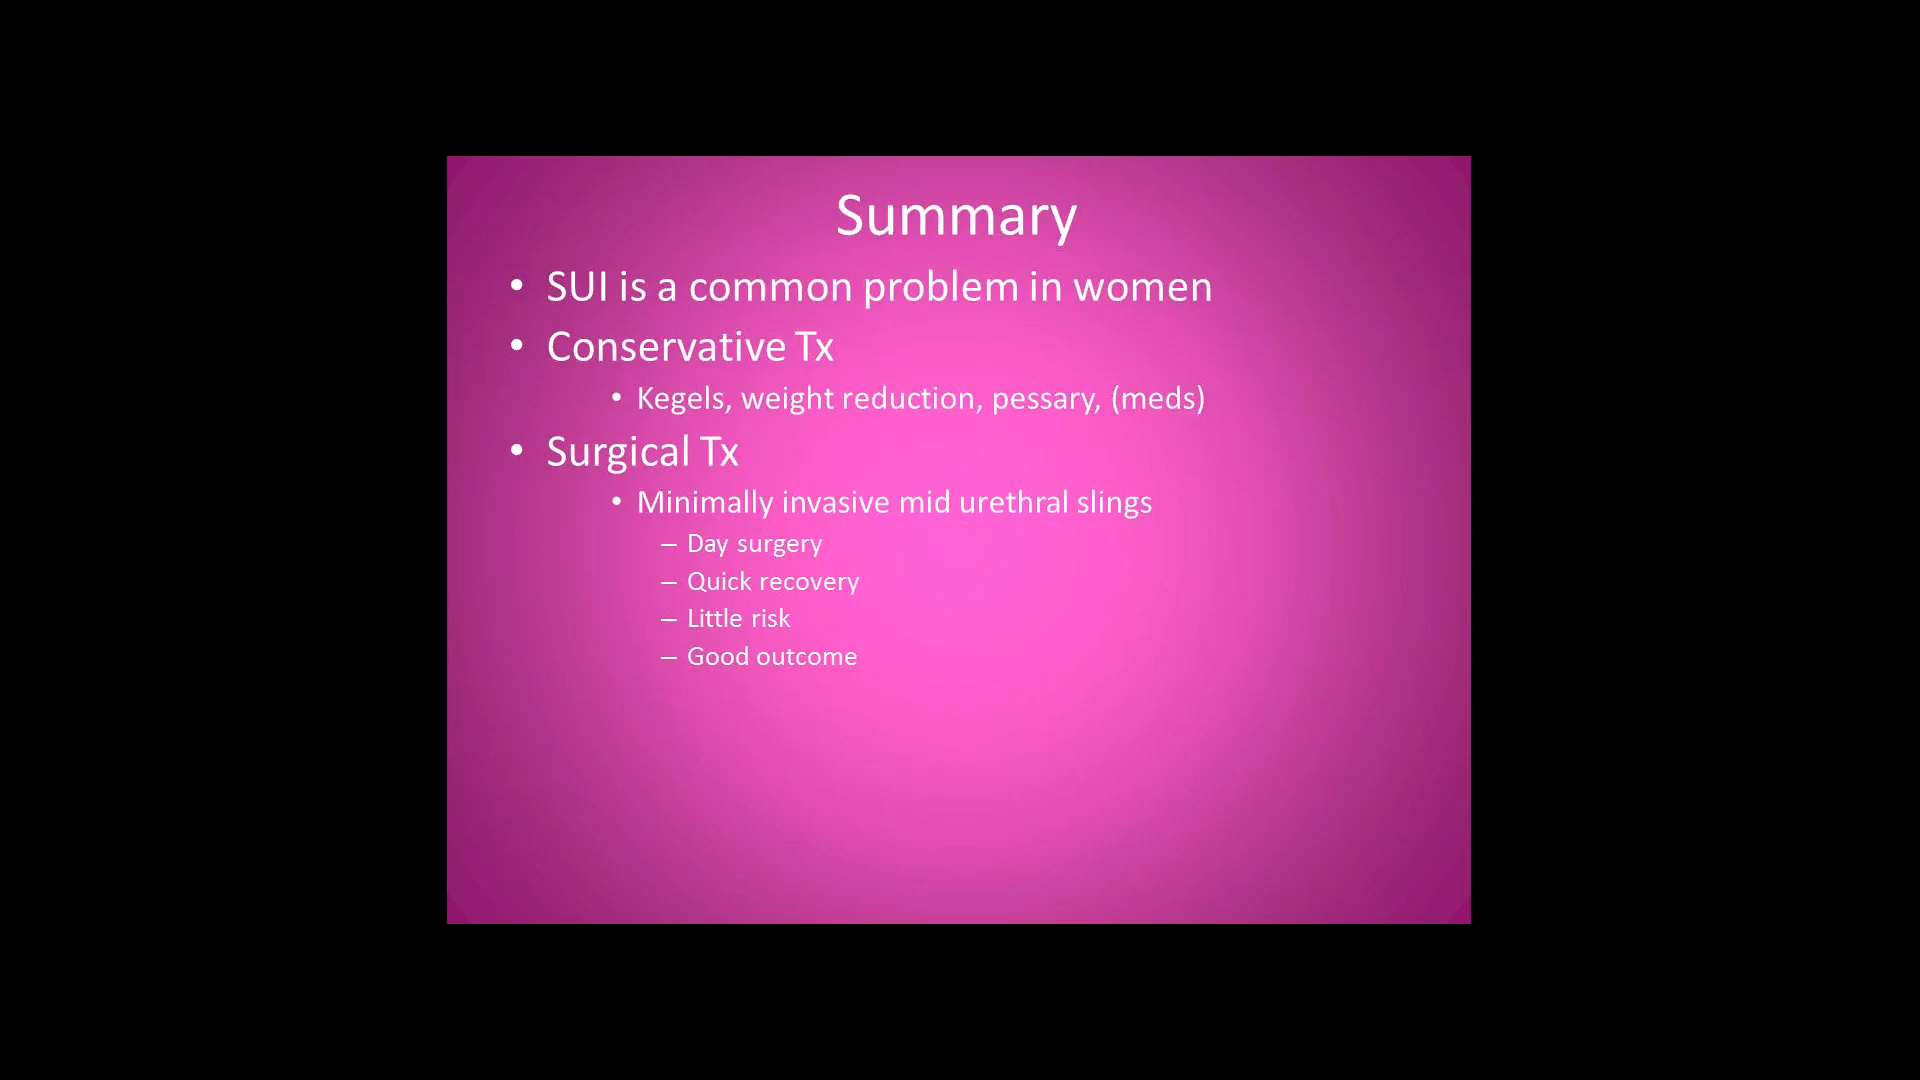 Summary
• SUI is a common problem in women
• Conservative Tx
• Kegels, weight reduction, pessary, (meds)
• Surgical Tx
• Minimally invasive mid urethral slings
– Day surgery
– Quick recovery
– Little risk
– Good outcome